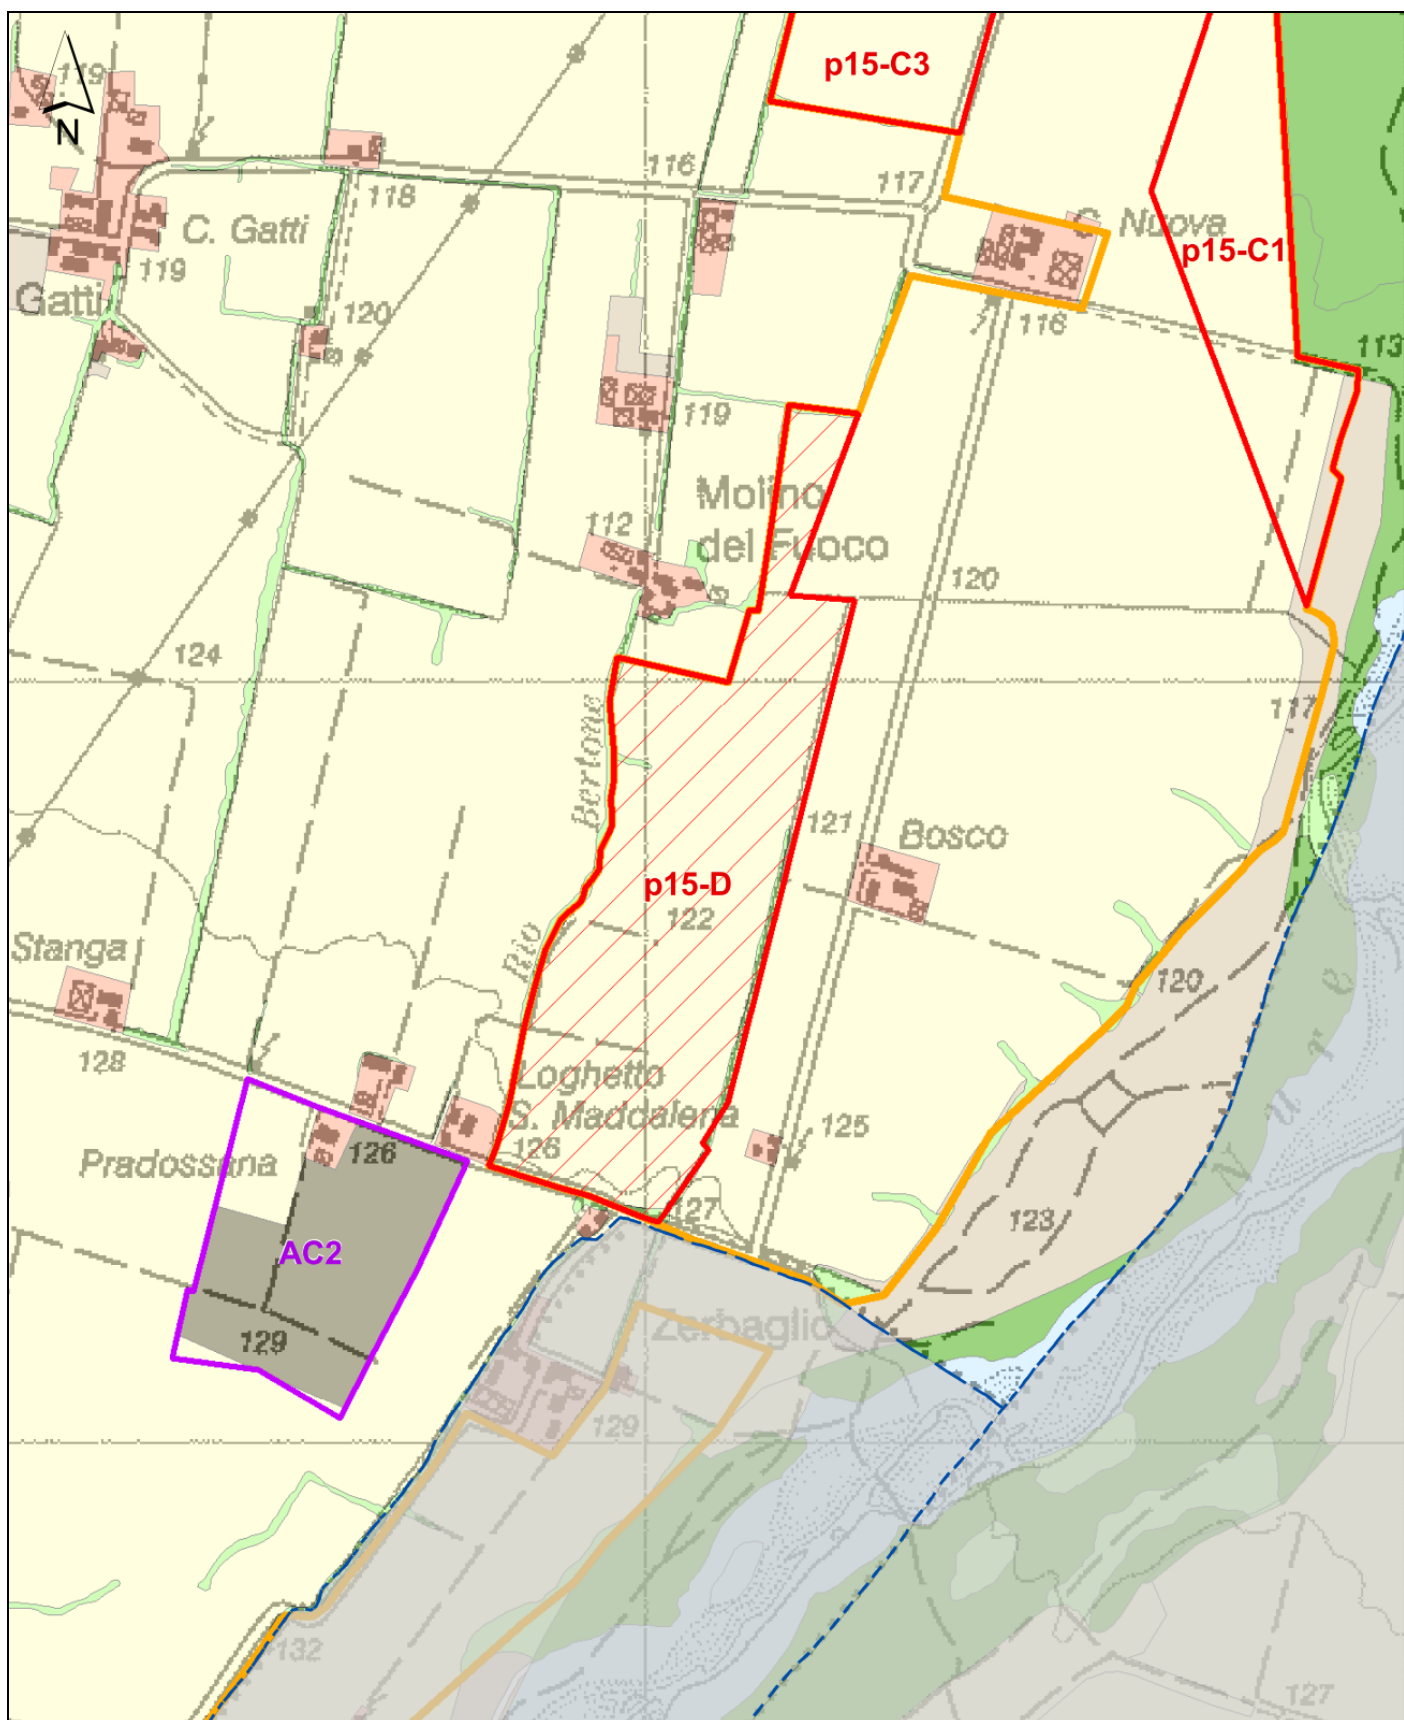 p15-C3
119
N
116
117
118
C. Gatti
C. Nuova
p15-C1
119
Gatti
120
116
113
119
Molino
del Fuoco
112
120
124
117
Bertone
121
Bosco
p15-D
122
Rio
Stanga
120
128
Loghetto
S. Maddalena
125
126
126
Pradossana
127
123
AC2
129
Zerbaglio
129
Nure
132
127